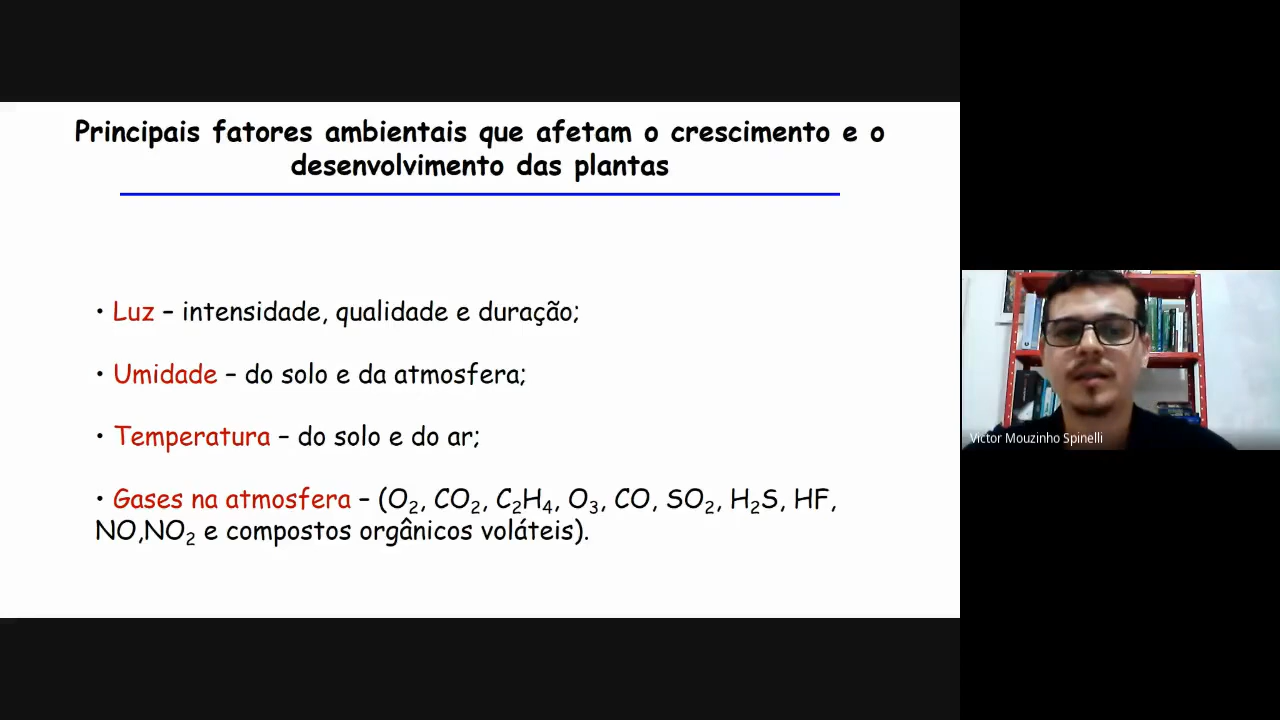 Principais fatores ambientais que afetam o crescimento e o
desenvolvimento das plantas
• Luz – intensidade, qualidade e duração;
• Umidade – do solo e da atmosfera;
• Temperatura – do solo e do ar;
• Gases na atmosfera – (O₂, CO₂, C₂H₄, O₃, CO, SO₂, H₂S, HF,
NO,NO₂ e compostos orgânicos voláteis).
Victor Mouzinho Spinelli